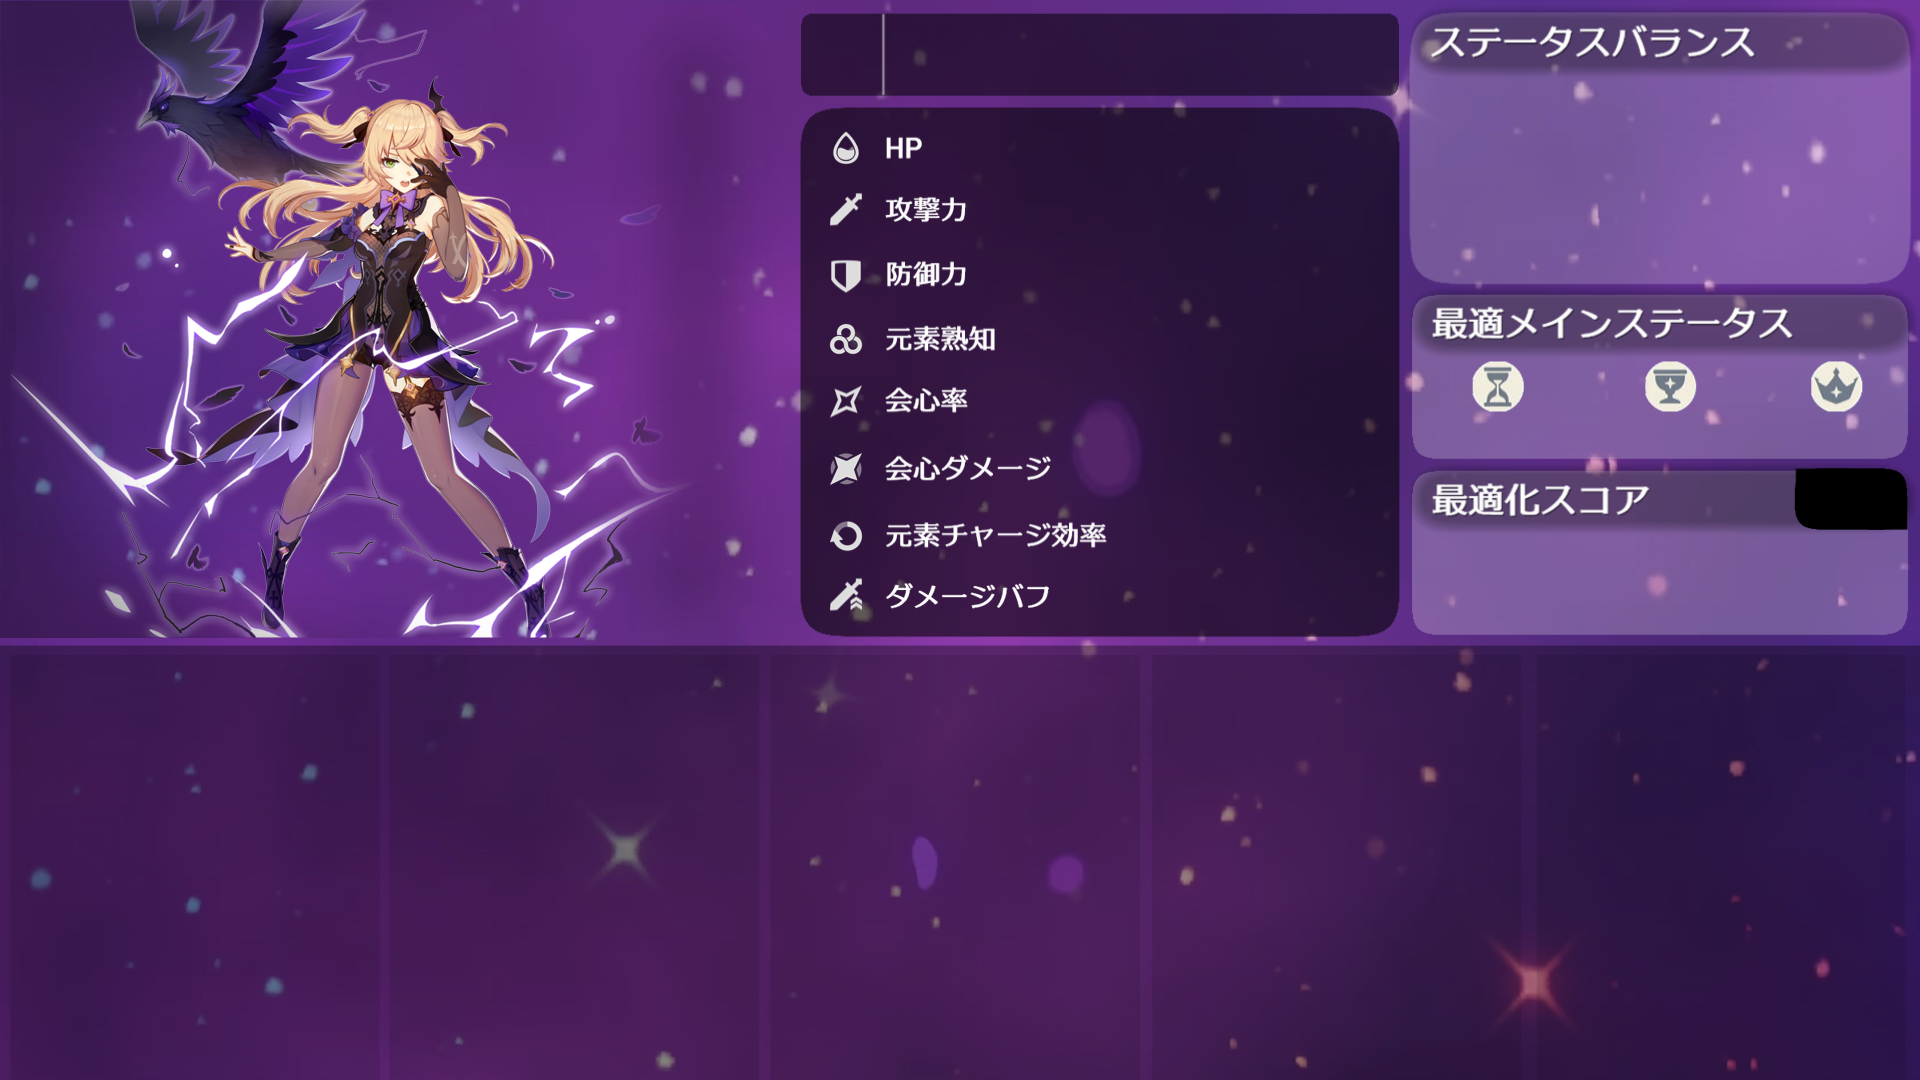 HP
攻撃力
防御力
元素熟知
会心率
会心ダメージ
元素チャージ効率
ダメージバフ
ステータスバランス
最適メインステータス
最適化スコア